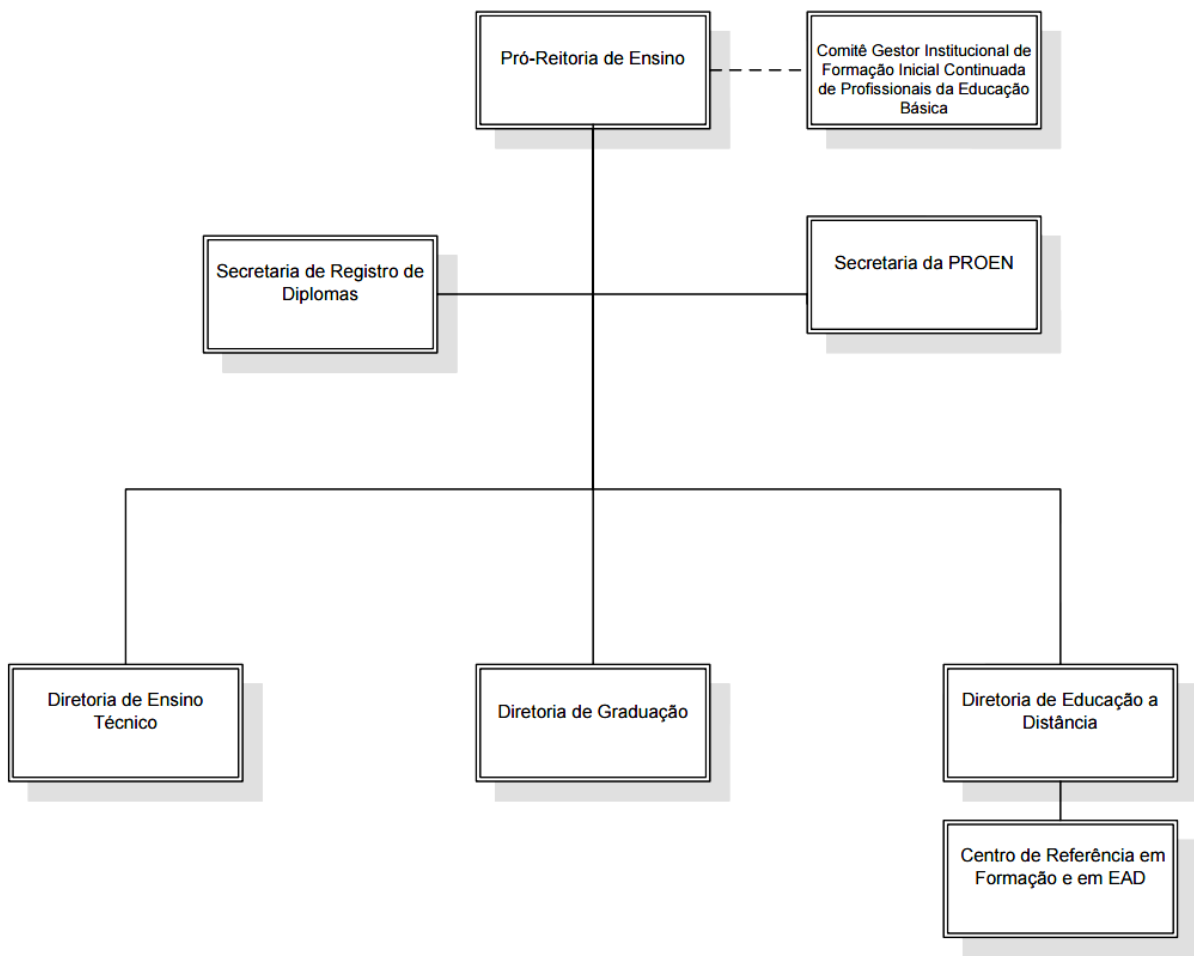 Pró-Reitoria de Ensino
Comitê Gestor Institucional de
Formação Inicial Continuada
de Profissionais da Educação
Básica
Secretaria de Registro de
Diplomas
Secretaria da PROEN
Diretoria de Ensino
Técnico
Diretoria de Graduação
Diretoria de Educação a
Distância
Centro de Referência em
Formação e em EAD